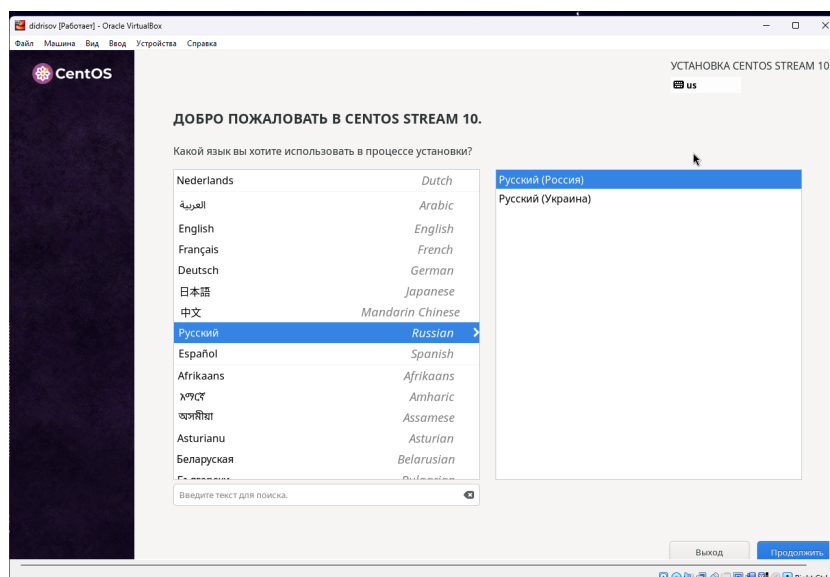 didrisov [Работает] - Oracle VirtualBox
Файл Машина Вид Ввод Устройства Справка
CentOS
УСТАНОВКА CENTOS STREAM 10
us
ДОБРО ПОЖАЛОВАТЬ В CENTOS STREAM 10.
Какой язык вы хотите использовать в процессе установки?
Nederlands Dutch
العربية Arabic
English English
Français French
Deutsch German
日本語 Japanese
中文 Mandarin Chinese
Русский Russian
Español Spanish
Afrikaans Afrikaans
አማርኛ Amharic
অসমীয়া Assamese
Asturianu Asturian
Беларуская Belarusian
Русский (Россия)
Русский (Украина)
Введите текст для поиска.
Выход Продолжить